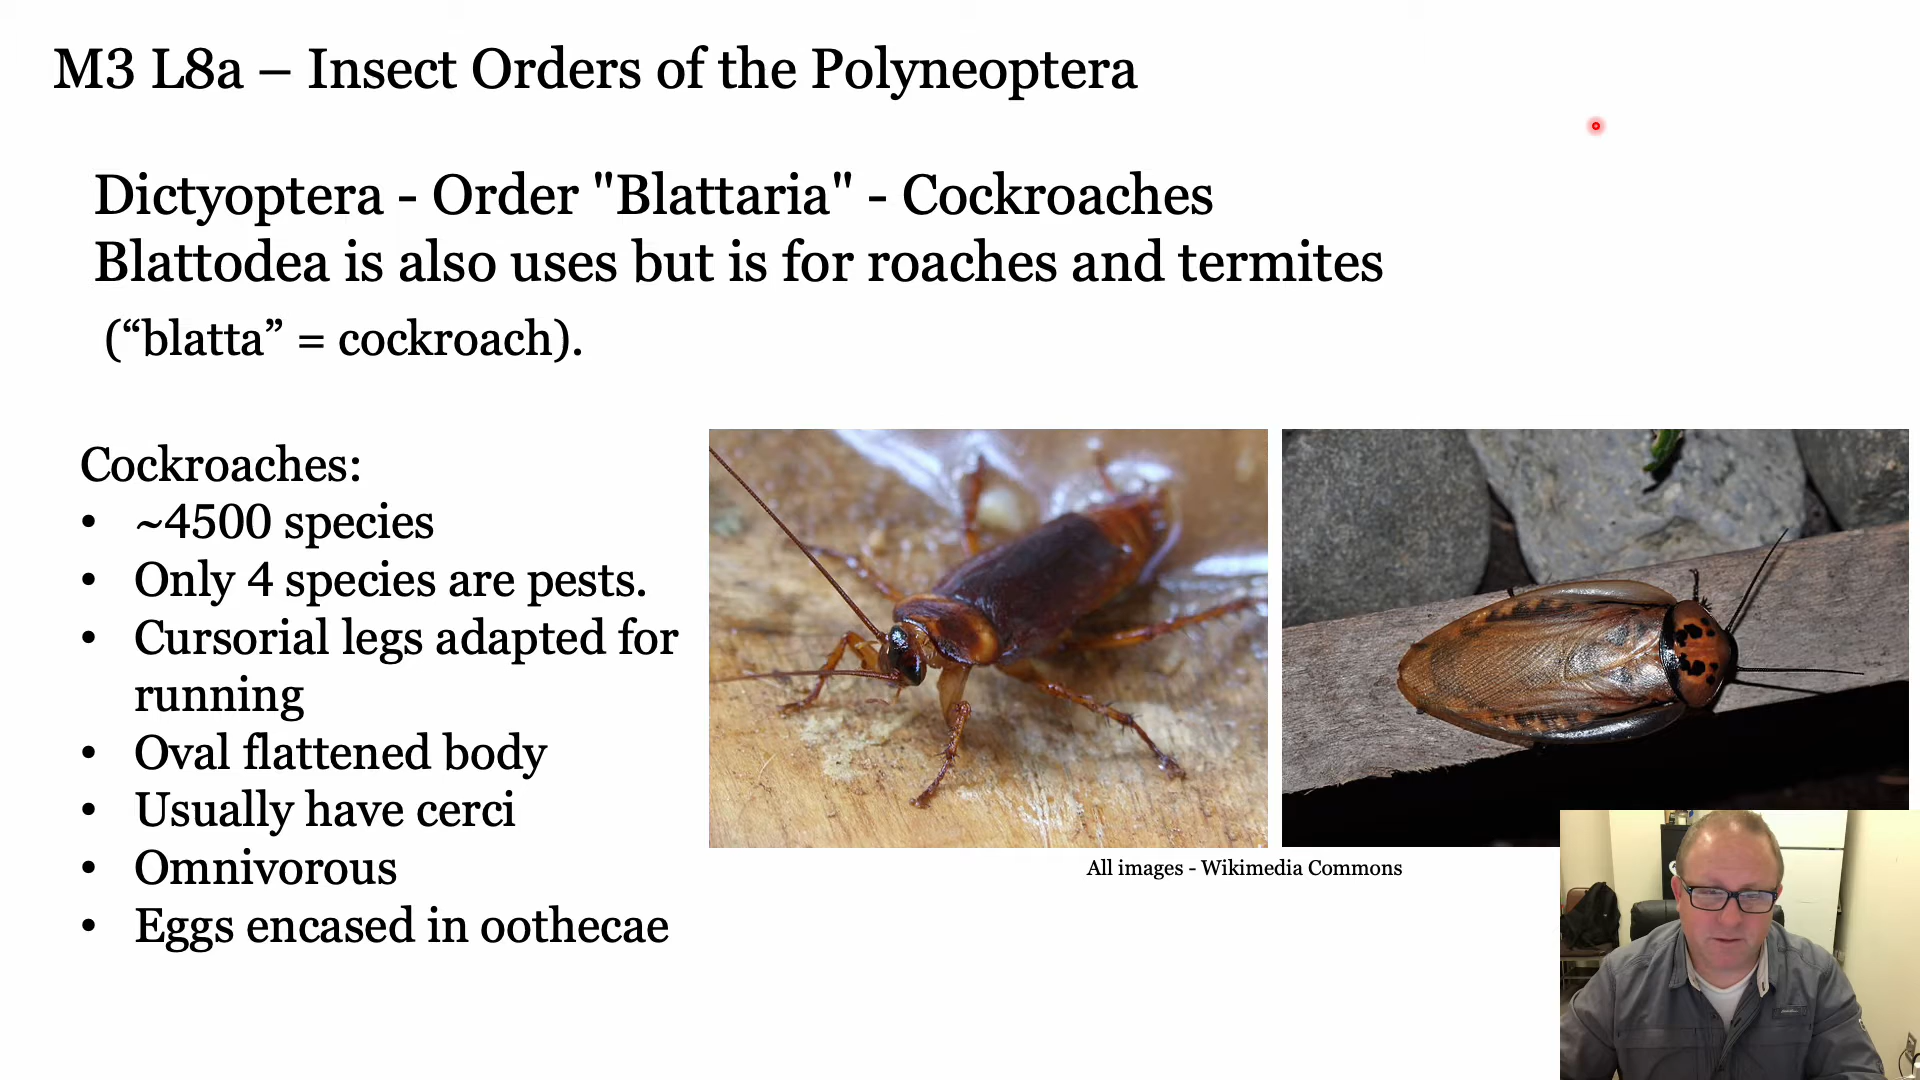 M3 L8a – Insect Orders of the Polyneoptera
Dictyoptera - Order "Blattaria" - Cockroaches
Blattodea is also uses but is for roaches and termites
(“blatta” = cockroach).
Cockroaches:
• ~4500 species
• Only 4 species are pests.
• Cursorial legs adapted for
running
• Oval flattened body
• Usually have cerci
• Omnivorous
• Eggs encased in oothecae
All images - Wikimedia Commons